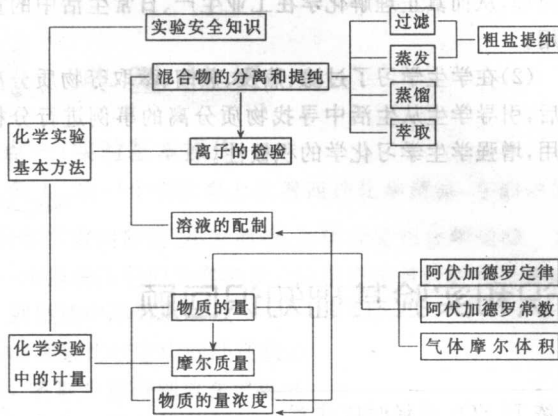 实验安全知识
过滤
粗盐提纯
蒸发
混合物的分离和提纯
蒸馏
萃取
化学实验
基本方法
离子的检验
溶液的配制
阿伏加德罗定律
物质的量
阿伏加德罗常数
化学实验
中的计量
气体摩尔体积
摩尔质量
物质的量浓度